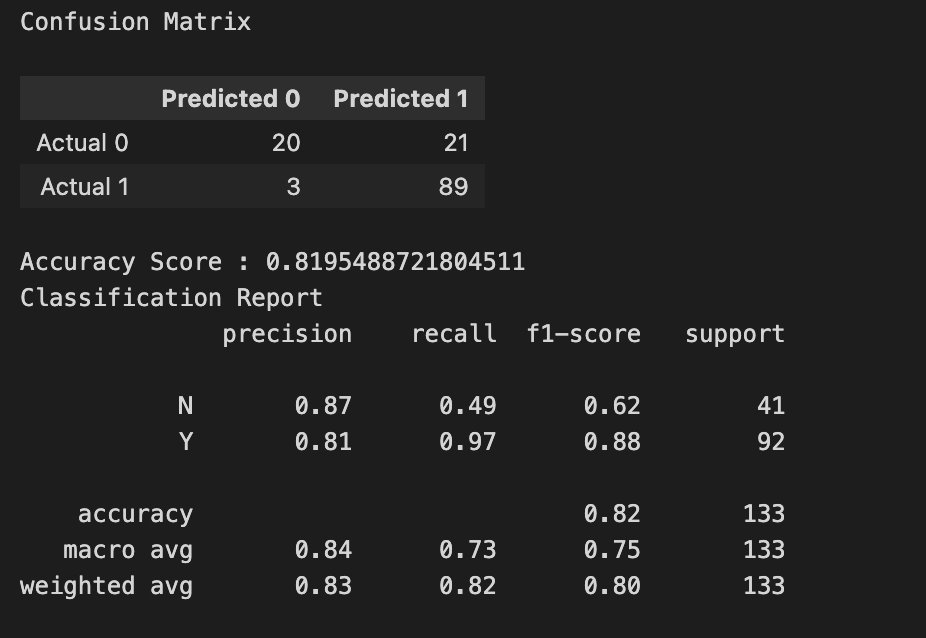 Confusion Matrix
Predicted 0 Predicted 1
Actual 0 20 21
Actual 1 3 89
Accuracy Score : 0.8195488721804511
Classification Report
precision recall f1-score support
N 0.87 0.49 0.62 41
Y 0.81 0.97 0.88 92
accuracy 0.82 133
macro avg 0.84 0.73 0.75 133
weighted avg 0.83 0.82 0.80 133